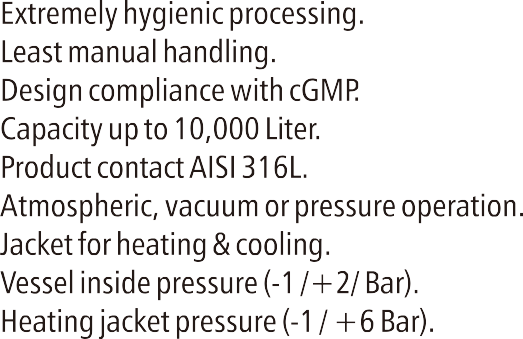 Extremely hygienic processing.
Least manual handling.
Design compliance with cGMP.
Capacity up to 10,000 Liter.
Product contact AISI 316L.
Atmospheric, vacuum or pressure operation.
Jacket for heating & cooling.
Vessel inside pressure (-1 /+2/ Bar).
Heating jacket pressure (-1 / +6 Bar).